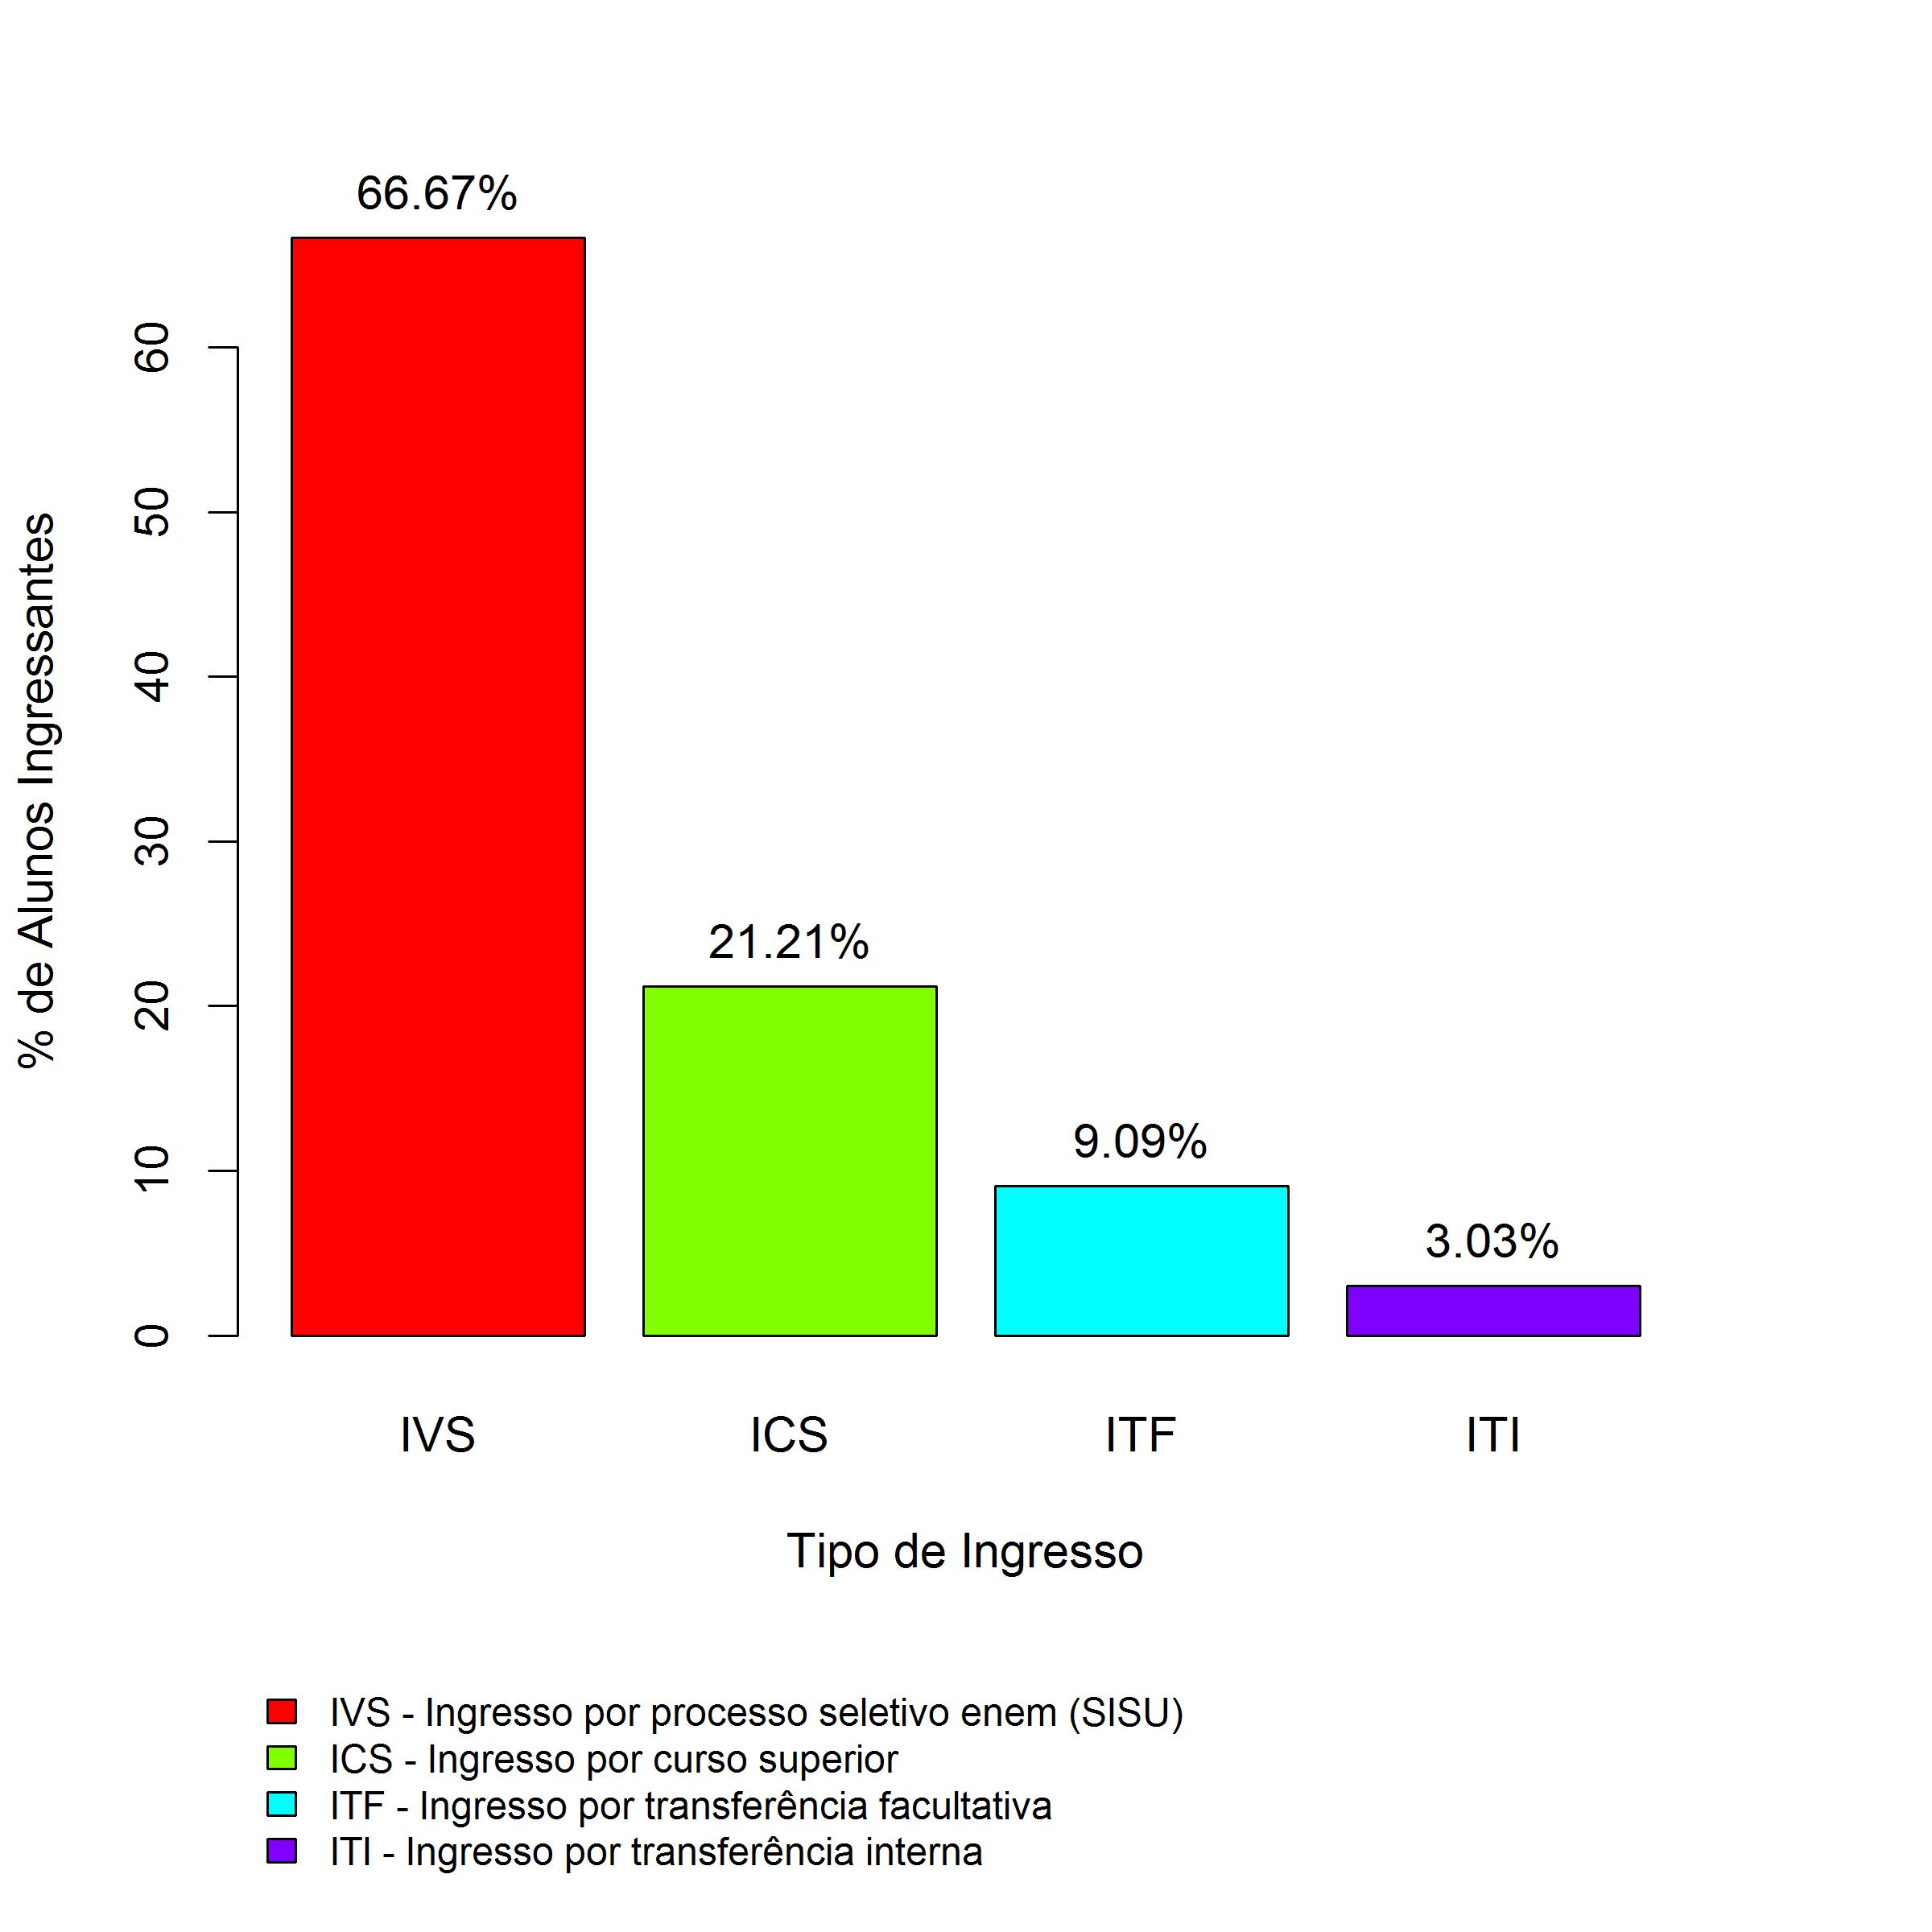 66.67%
21.21%
9.09%
3.03%
% de Alunos Ingressantes
60
50
40
30
20
10
0
IVS
ICS
ITF
ITI
Tipo de Ingresso
IVS - Ingresso por processo seletivo enem (SISU)
ICS - Ingresso por curso superior
ITF - Ingresso por transferência facultativa
ITI - Ingresso por transferência interna